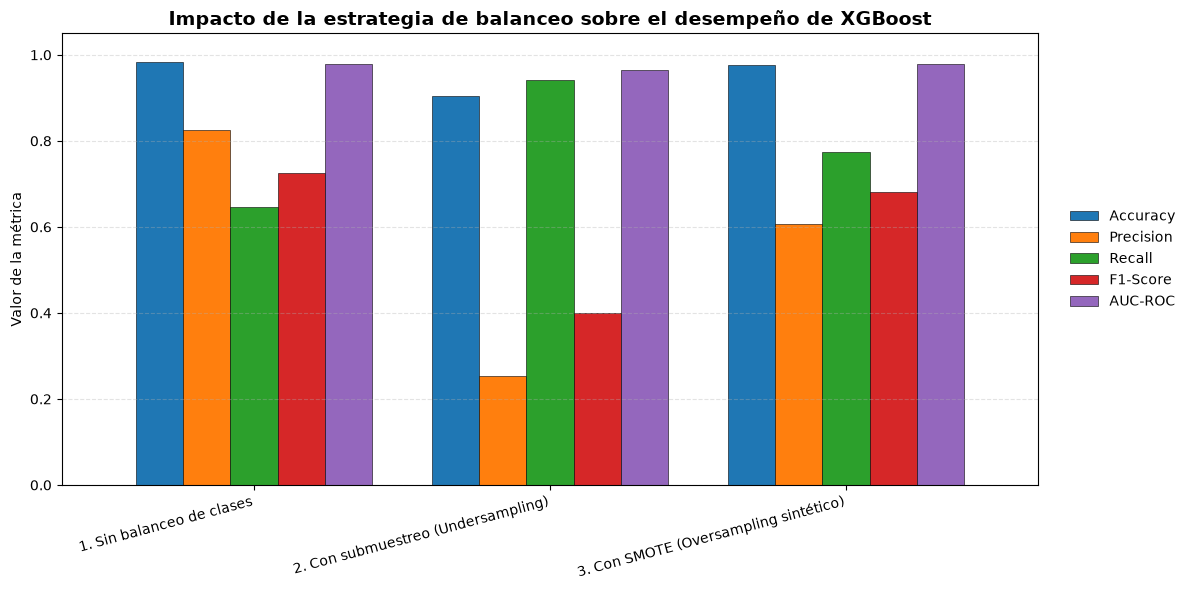 Impacto de la estrategia de balanceo sobre el desempeño de XGBoost
Valor de la métrica
1.0
0.8
0.6
0.4
0.2
0.0
1. Sin balanceo de clases
2. Con submuestreo (Undersampling)
3. Con SMOTE (Oversampling sintético)
Accuracy
Precision
Recall
F1-Score
AUC-ROC